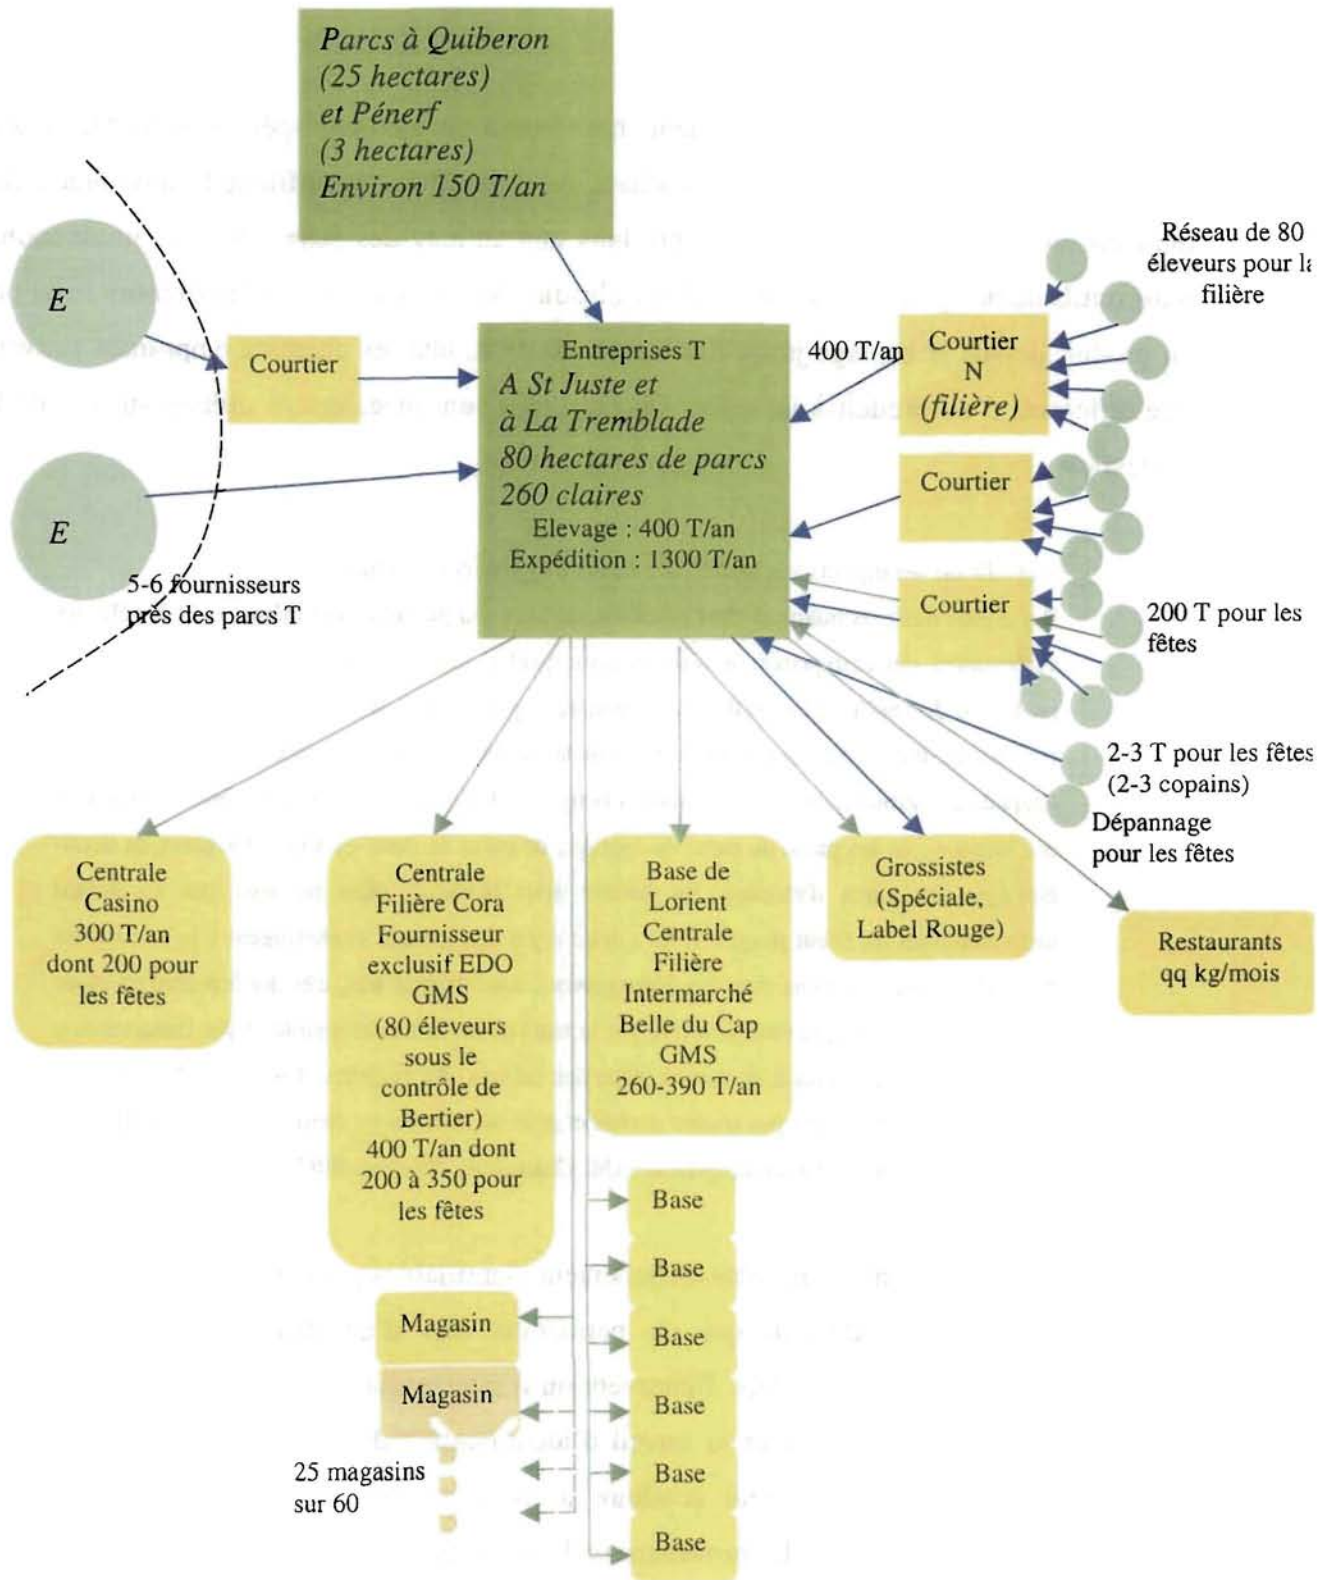 Parcs à Quiberon
(25 hectares)
et Pénerf
(3 hectares)
Environ 150 T/an
E
E
Courtier
5-6 fournisseurs
près des parcs T
Entreprises T
A St Juste et
à La Tremblade
80 hectares de parcs
260 claires
Elevage : 400 T/an
Expédition : 1300 T/an
400 T/an
Courtier
N
(filière)
Réseau de 80
éleveurs pour la
filière
Courtier
Courtier
200 T pour les
fêtes
2-3 T pour les fêtes
(2-3 copains)
Dépannage
pour les fêtes
Centrale
Casino
300 T/an
dont 200 pour
les fêtes
Centrale
Filière Cora
Fournisseur
exclusif EDO
GMS
(80 éleveurs
sous le
contrôle de
Bertier)
400 T/an dont
200 à 350 pour
les fêtes
Base de
Lorient
Centrale
Filière
Intermarché
Belle du Cap
GMS
260-390 T/an
Grossistes
(Spéciale,
Label Rouge)
Restaurants
qq kg/mois
Magasin
Magasin
25 magasins
sur 60
Base
Base
Base
Base
Base
Base